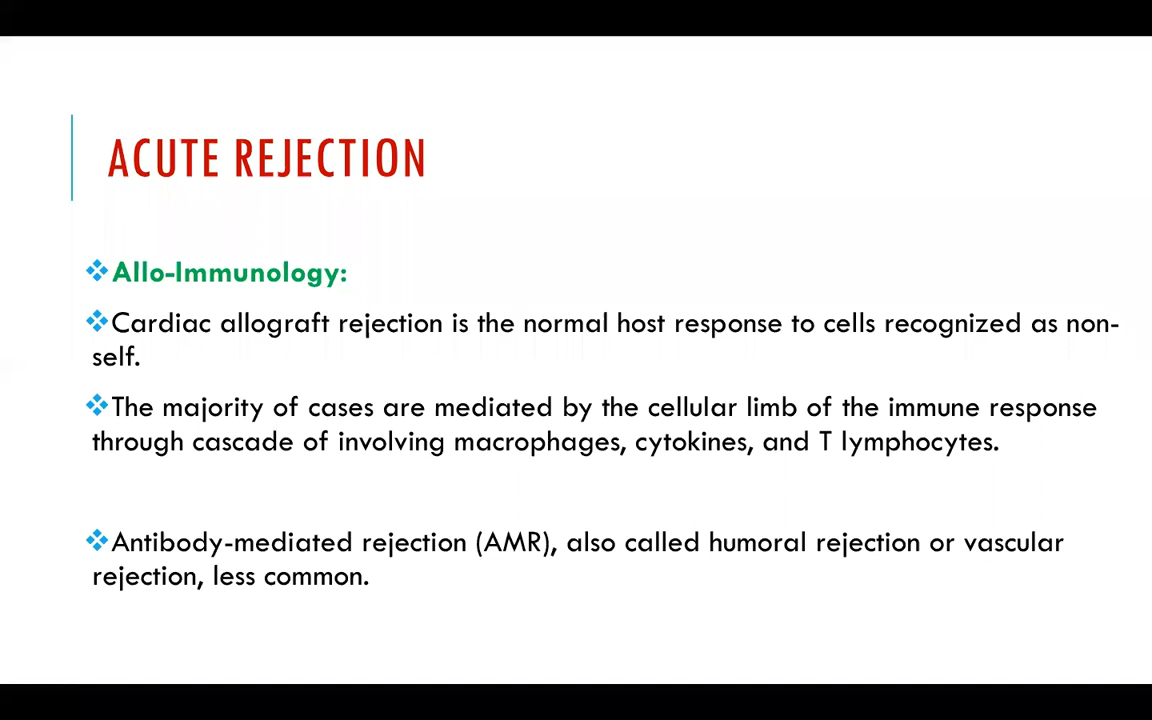 ACUTE REJECTION
Allo-Immunology:
Cardiac allograft rejection is the normal host response to cells recognized as non-
self.
The majority of cases are mediated by the cellular limb of the immune response
through cascade of involving macrophages, cytokines, and T lymphocytes.
Antibody-mediated rejection (AMR), also called humoral rejection or vascular
rejection, less common.